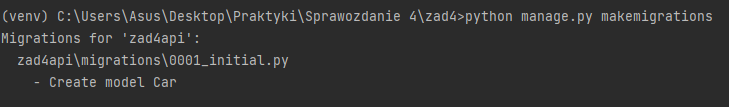 (venv) C:\Users\Asus\Desktop\Praktyki\Sprawozdanie 4\zad4>python manage.py makemigrations
Migrations for 'zad4api':
  zad4api\migrations\0001_initial.py
    - Create model Car